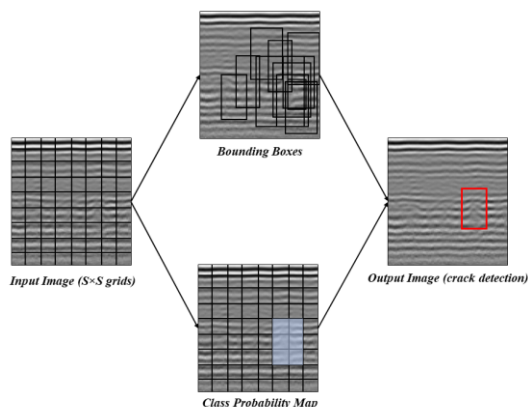 Bounding Boxes
Input Image (S×S grids)
Output Image (crack detection)
Class Probability Map